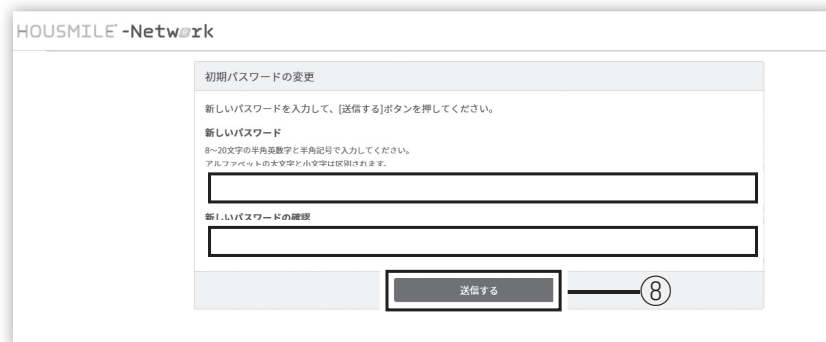 HOUSMILE-Network
初期パスワードの変更
新しいパスワードを入力して、[送信する]ボタンを押してください。
新しいパスワード
8～20文字の半角英数字と半角記号で入力してください。
アルファベットの大文字と小文字は区別されます。
新しいパスワードの確認
送信する
⑧